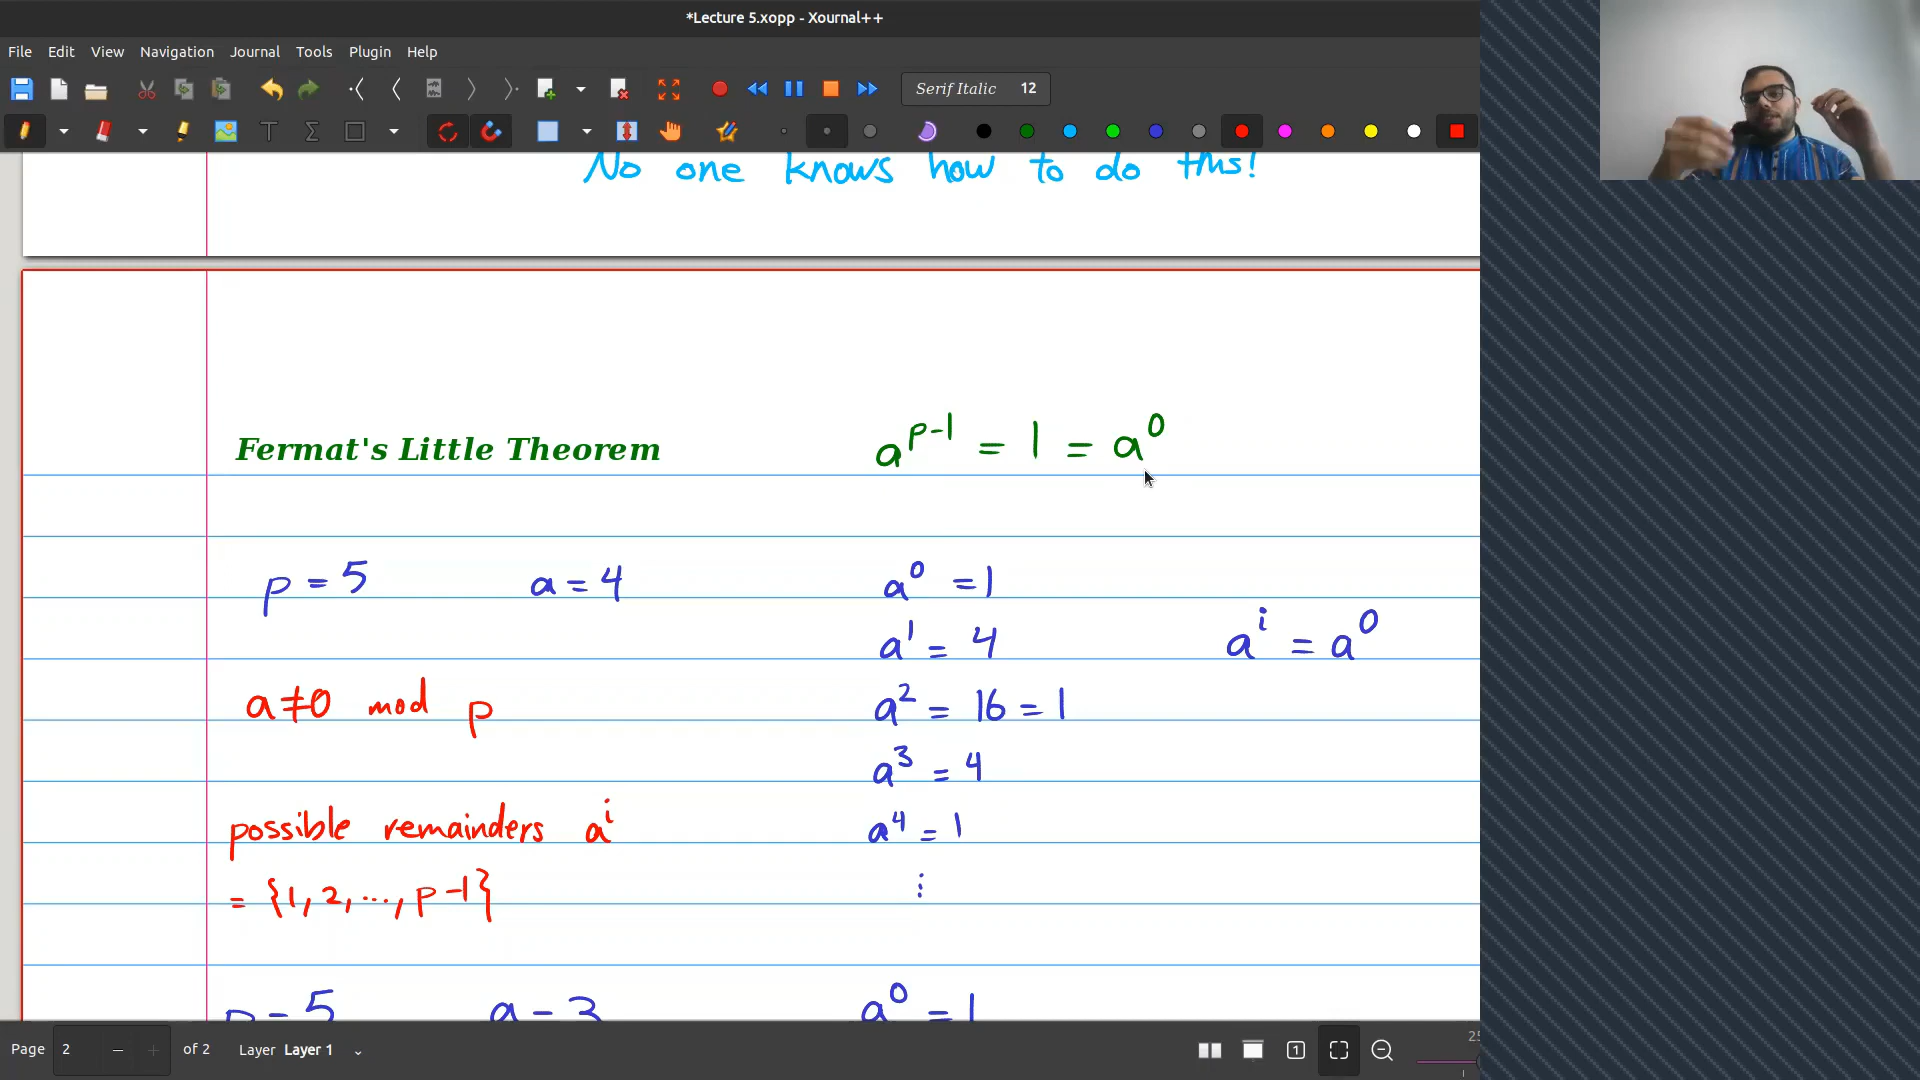 *Lecture 5.xopp - Xournal++
File Edit View Navigation Journal Tools Plugin Help
Serif Italic 12
No one knows how to do this!
Fermat's Little Theorem
a^{p-1} = 1 = a^0
p = 5 a = 4 a^0 = 1
a^1 = 4 a^i = a^0
a ≠ 0 mod p a^2 = 16 = 1
a^3 = 4
possible remainders a^i a^4 = 1
= {1, 2, ..., p-1} ⋮
p = 5 a = a^0 = 1
Page 2 of 2 Layer Layer 1 1 25